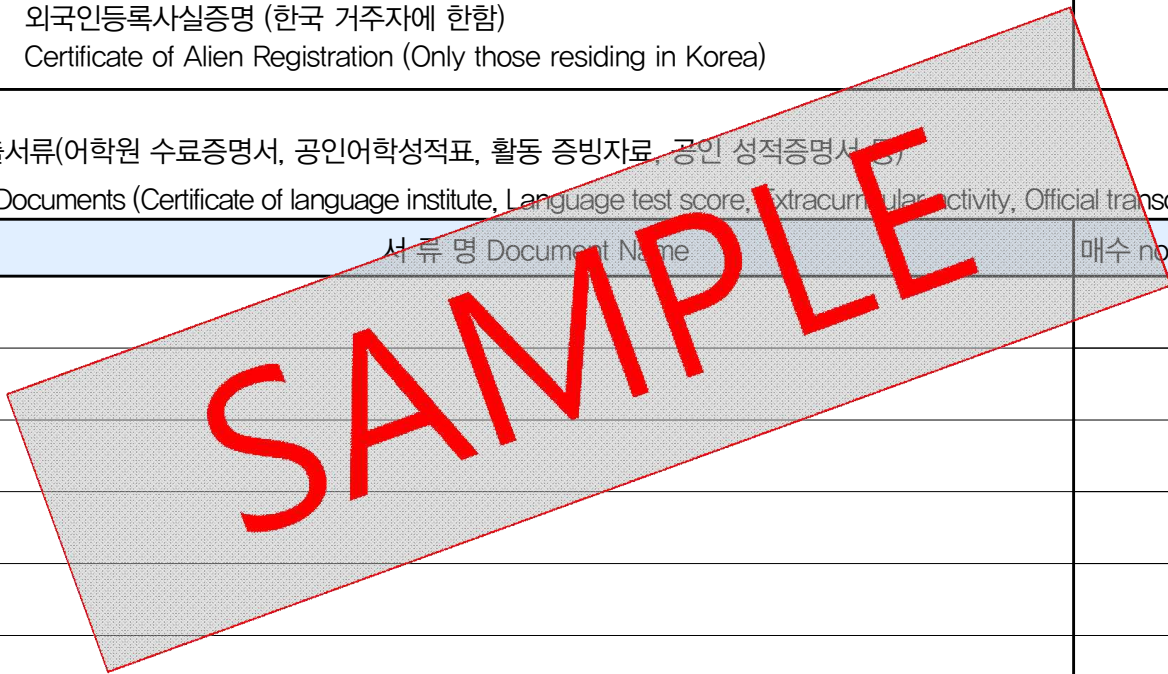 외국인등록사실증명 (한국 거주자에 한함)
Certificate of Alien Registration (Only those residing in Korea)
서류(어학원 수료증명서, 공인어학성적표, 활동 증빙자료, 공인 성적증명서 등)
Documents (Certificate of language institute, Language test score, Extracurricular activity, Official
서 류 명 Document Name 매수
SAMPLE